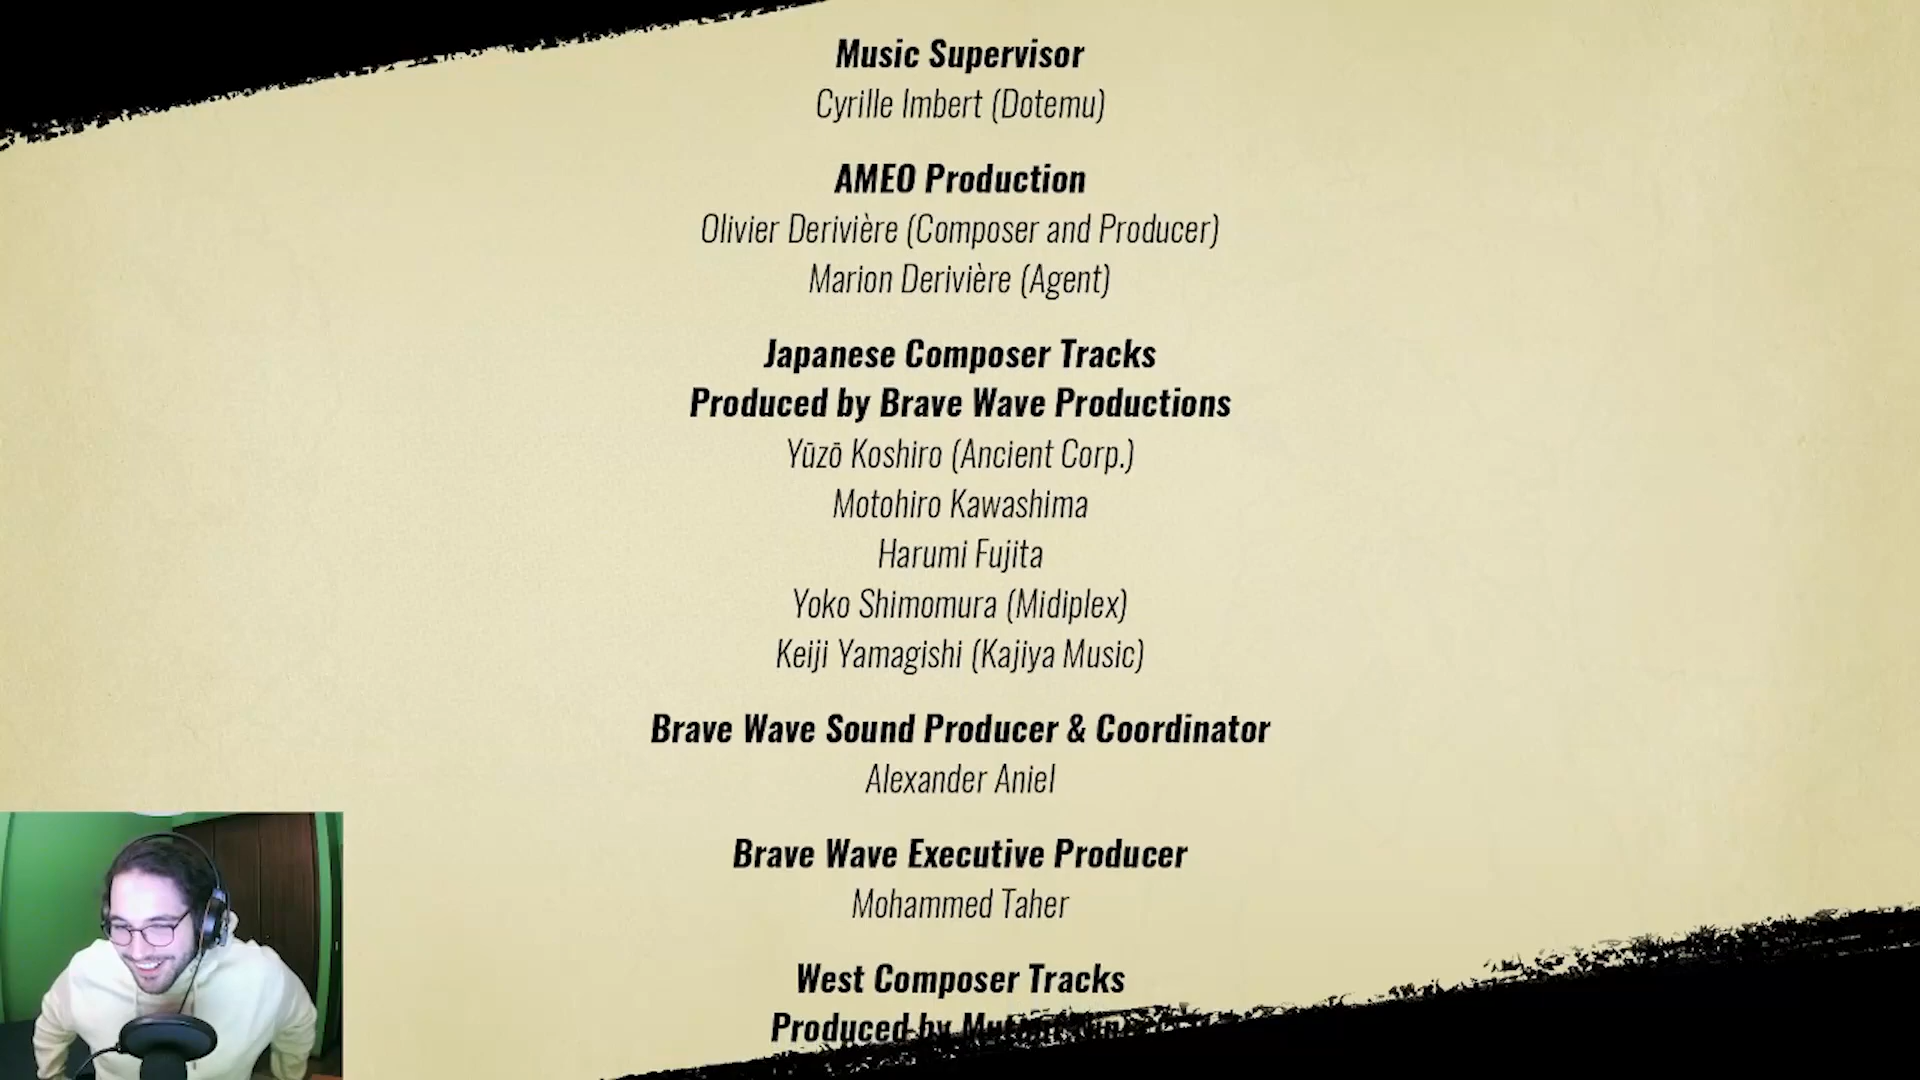 Music Supervisor
Cyrille Imbert (Dotemu)
AMEO Production
Olivier Derivière (Composer and Producer)
Marion Derivière (Agent)
Japanese Composer Tracks
Produced by Brave Wave Productions
Yūzō Koshiro (Ancient Corp.)
Motohiro Kawashima
Harumi Fujita
Yoko Shimomura (Midiplex)
Keiji Yamagishi (Kajiya Music)
Brave Wave Sound Producer & Coordinator
Alexander Aniel
Brave Wave Executive Producer
Mohammed Taher
West Composer Tracks
Produced by